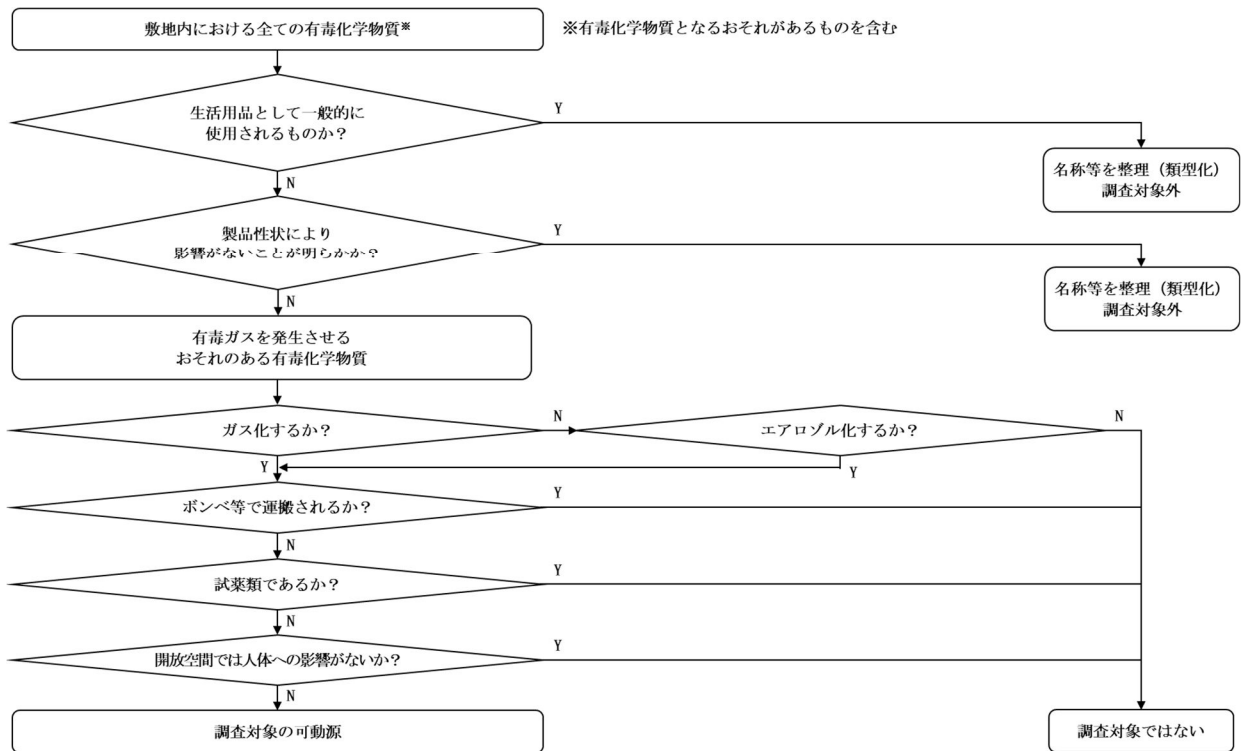 敷地内における全ての有毒化学物質※
※有毒化学物質となるおそれがあるものを含む
生活用品として一般的に
使用されるものか？
Y
名称等を整理（類型化）
調査対象外
N
製品性状により
影響がないことが明らかか？
Y
名称等を整理（類型化）
調査対象外
N
有毒ガスを発生させる
おそれのある有毒化学物質
ガス化するか？
N
エアロゾル化するか？
N
Y
Y
ボンベ等で運搬されるか？
Y
N
試薬類であるか？
Y
N
開放空間では人体への影響がないか？
Y
N
調査対象の可動源
調査対象ではない